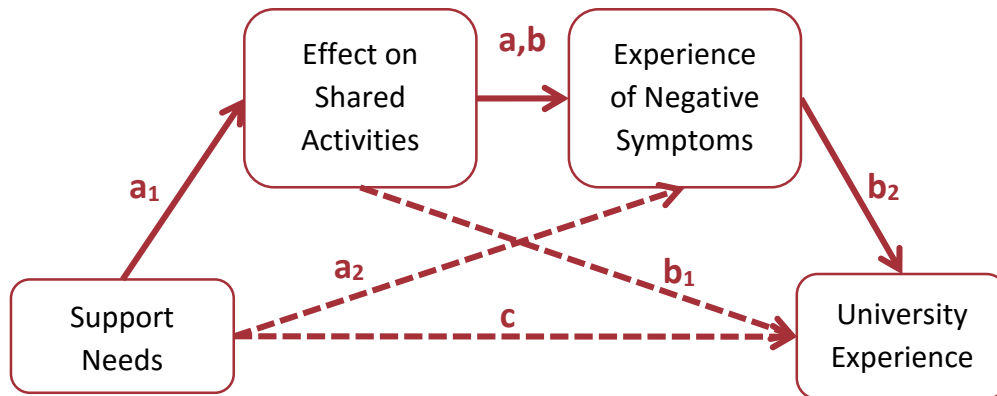 Effect on
Shared
Activities
a,b
Experience
of Negative
Symptoms
a₁
b₂
a₂
b₁
Support
Needs
c
University
Experience